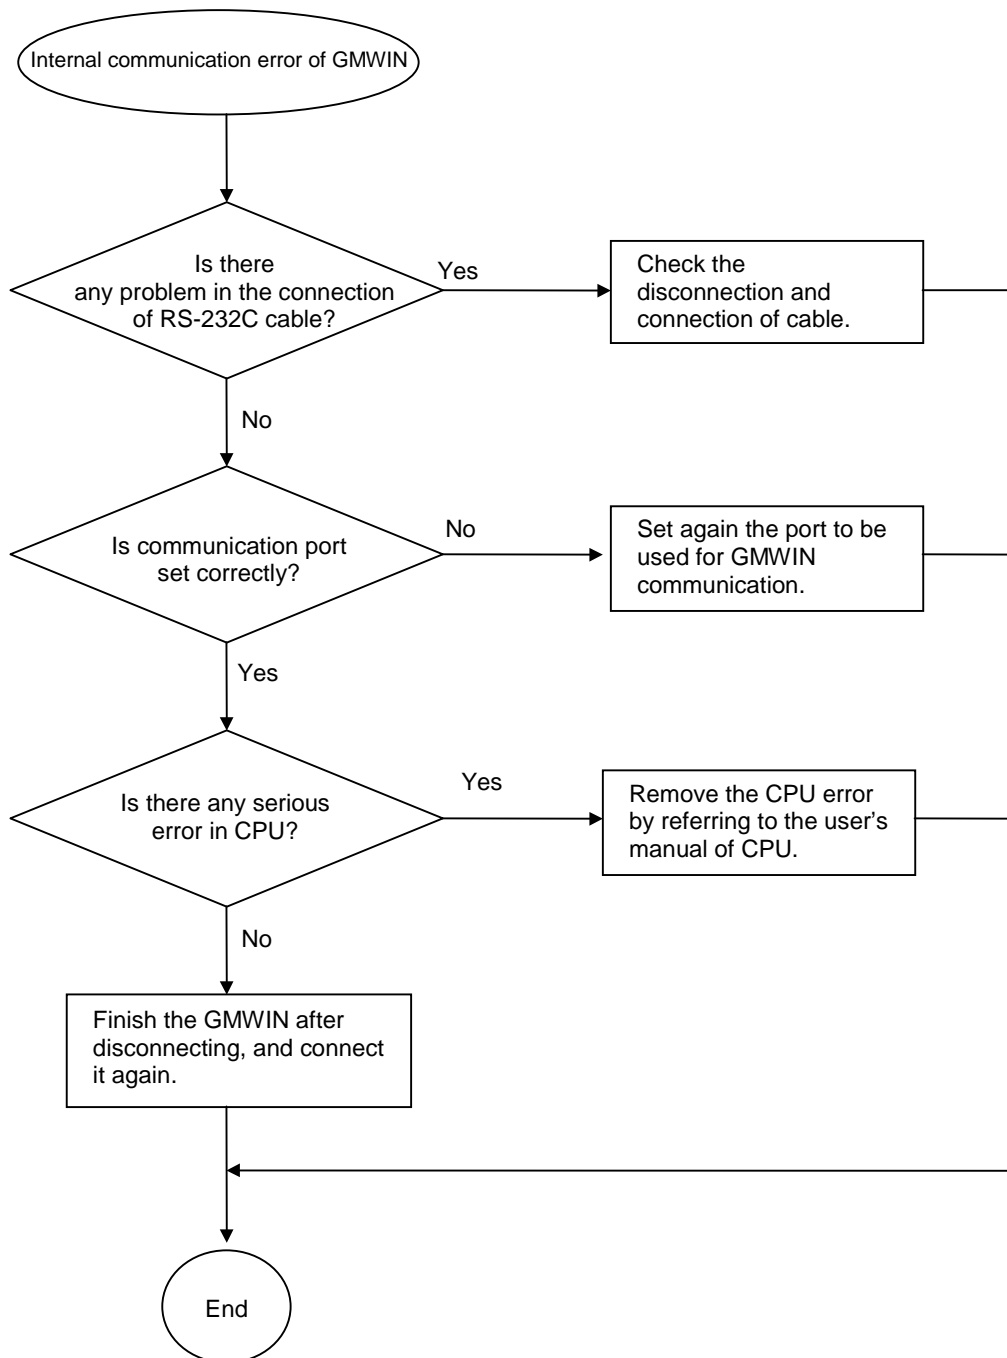 Internal communication error of GMWIN
Is there
any problem in the connection
of RS-232C cable?
Yes
Check the
disconnection and
connection of cable.
No
Is communication port
set correctly?
No
Set again the port to be
used for GMWIN
communication.
Yes
Is there any serious
error in CPU?
Yes
Remove the CPU error
by referring to the user’s
manual of CPU.
No
Finish the GMWIN after
disconnecting, and connect
it again.
End